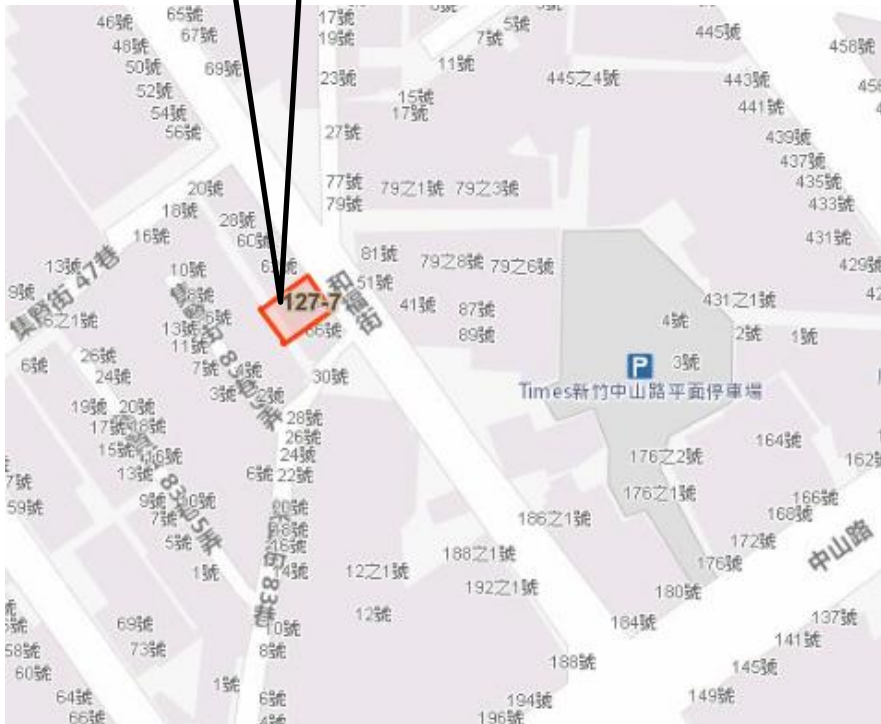 46號
65號
67號
48號
50號
69號
52號
54號
56號
17號
19號
23號
27號
77號
79號
7號
5號
11號
15號
17號
445之4號
445號
443號
441號
439號
437號
435號
433號
431號
429號
458號
79之1號
79之3號
20號
18號
16號
28號
60號
81號
51號
41號
79之8號
79之6號
87號
89號
和福街
127-7
66號
30號
集賢街 47巷
13號
9號
6號
10號
8號
6號
13號
11號
7號
3號
2號
26號
24號
19號
20號
17號
18號
15號
16號
13號
9號
7號
5號
1號
28號
26號
24號
22號
6號
20號
18號
16號
14號
10號
8號
6號
1號
7號
59號
69號
73號
58號
60號
64號
66號
12之1號
12號
431之1號
4號
2號
1號
3號
P
Times新竹中山路平面停車場
164號
162號
176之2號
176之1號
166號
168號
172號
176號
180號
184號
186之1號
188之1號
192之1號
188號
194號
196號
中山路
137號
141號
145號
149號